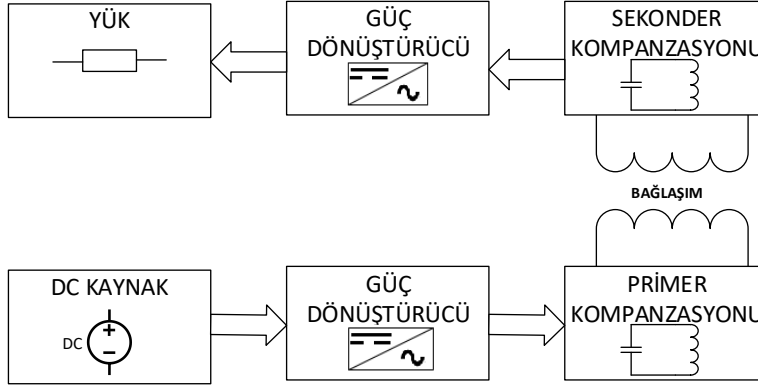 YÜK
GÜÇ
DÖNÜŞTÜRÜCÜ
SEKONDER
KOMPANZASYONU
BAĞLAŞIM
DC KAYNAK
DC
GÜÇ
DÖNÜŞTÜRÜCÜ
PRİMER
KOMPANZASYONU